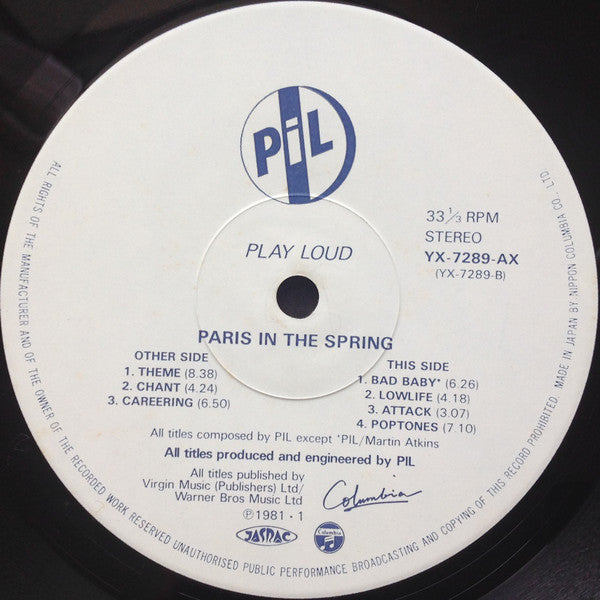 PiL
PLAY LOUD
33 1/3 RPM
STEREO
YX-7289-AX
(YX-7289-B)
PARIS IN THE SPRING
OTHER SIDE
1. THEME (8.38)
2. CHANT (4.24)
3. CAREERING (6.50)
THIS SIDE
1. BAD BABY* (6.26)
2. LOWLIFE (4.18)
3. ATTACK (3.07)
4. POPTONES (7.10)
All titles composed by PIL except *PIL/Martin Atkins
All titles produced and engineered by PIL
All titles published by
Virgin Music (Publishers) Ltd/
Warner Bros Music Ltd
Ⓟ1981・1
Columbia
JASRAC
Columbia
ALL RIGHTS OF THE MANUFACTURER AND OF THE OWNER OF THE RECORDED WORK RESERVED UNAUTHORISED PUBLIC PERFORMANCE BROADCASTING AND COPYING OF THIS RECORD PROHIBITED. MADE IN JAPAN BY NIPPON COLUMBIA CO., LTD.